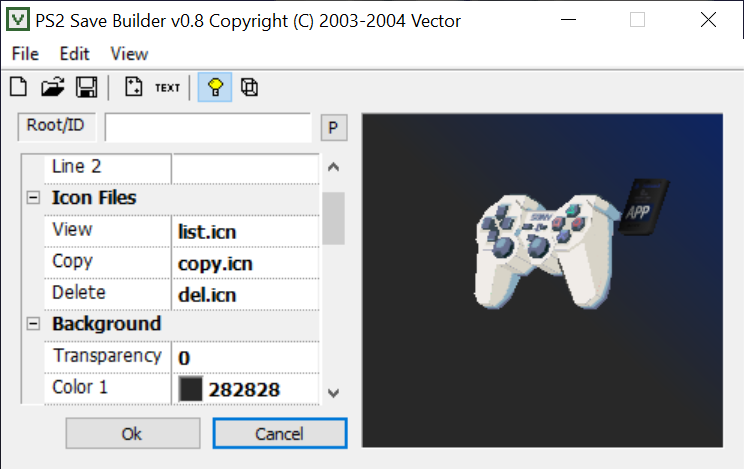 PS2 Save Builder v0.8 Copyright (C) 2003-2004 Vector
File Edit View
TEXT
Root/ID P
Line 2
Icon Files
View list.icn
Copy copy.icn
Delete del.icn
Background
Transparency 0
Color 1 282828
Ok Cancel
SONY
APP